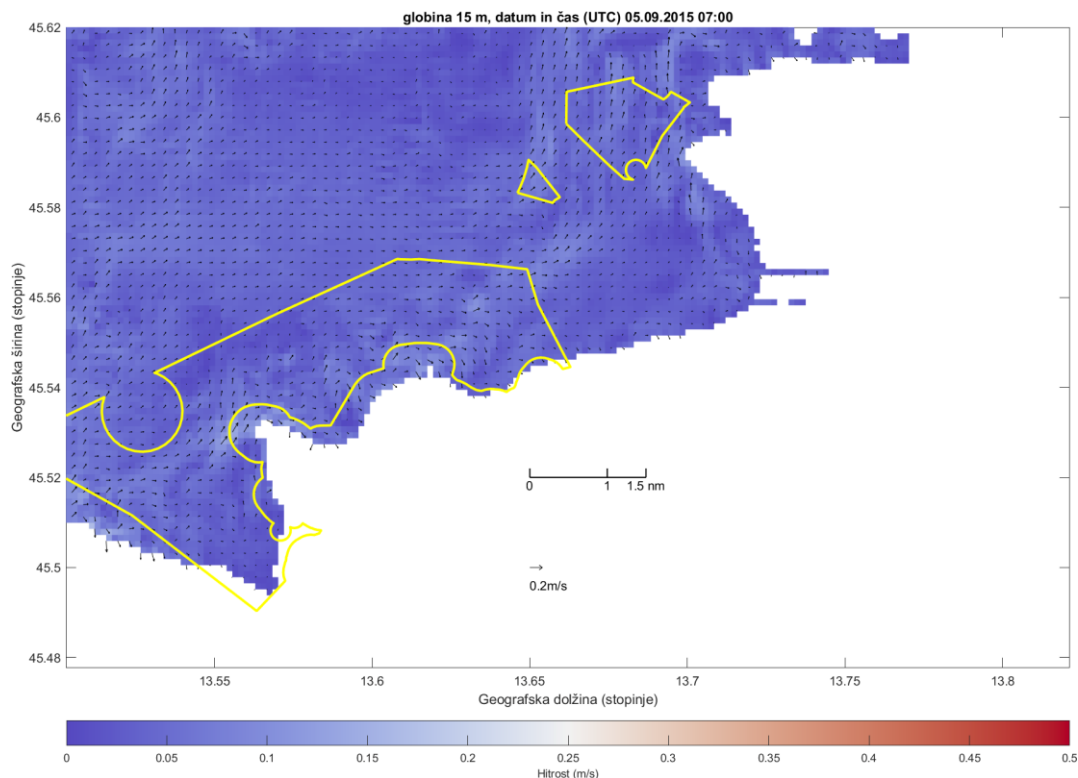 globina 15 m, datum in čas (UTC) 05.09.2015 07:00
45.62
45.6
45.58
45.56
45.54
45.52
45.5
45.48
Geografska širina (stopinje)
0 1 1.5 nm
0.2m/s
13.55 13.6 13.65 13.7 13.75 13.8
Geografska dolžina (stopinje)
0 0.05 0.1 0.15 0.2 0.25 0.3 0.35 0.4 0.45 0.5
Hitrost (m/s)